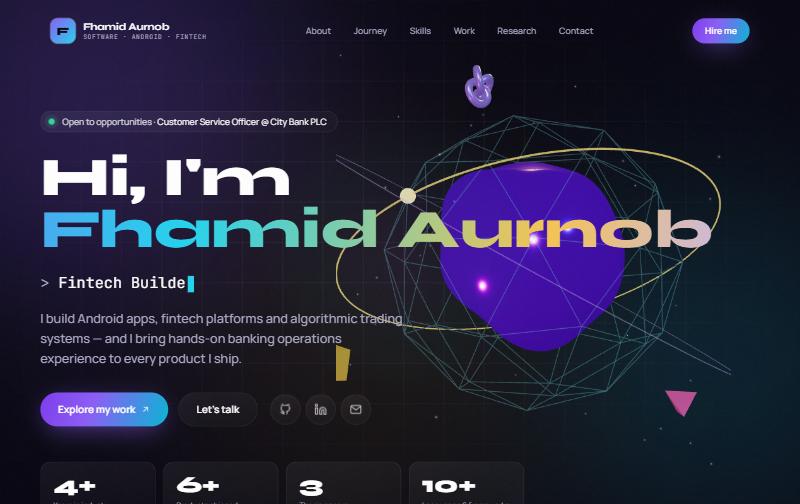 F
Fhamid Aurnob
SOFTWARE · ANDROID · FINTECH
About
Journey
Skills
Work
Research
Contact
Hire me
Open to opportunities · Customer Service Officer @ City Bank PLC
Hi, I'm
Fhamid Aurnob
> Fintech Builde
I build Android apps, fintech platforms and algorithmic trading
systems — and I bring hands-on banking operations
experience to every product I ship.
Explore my work ↗
Let's talk
4+
6+
3
10+